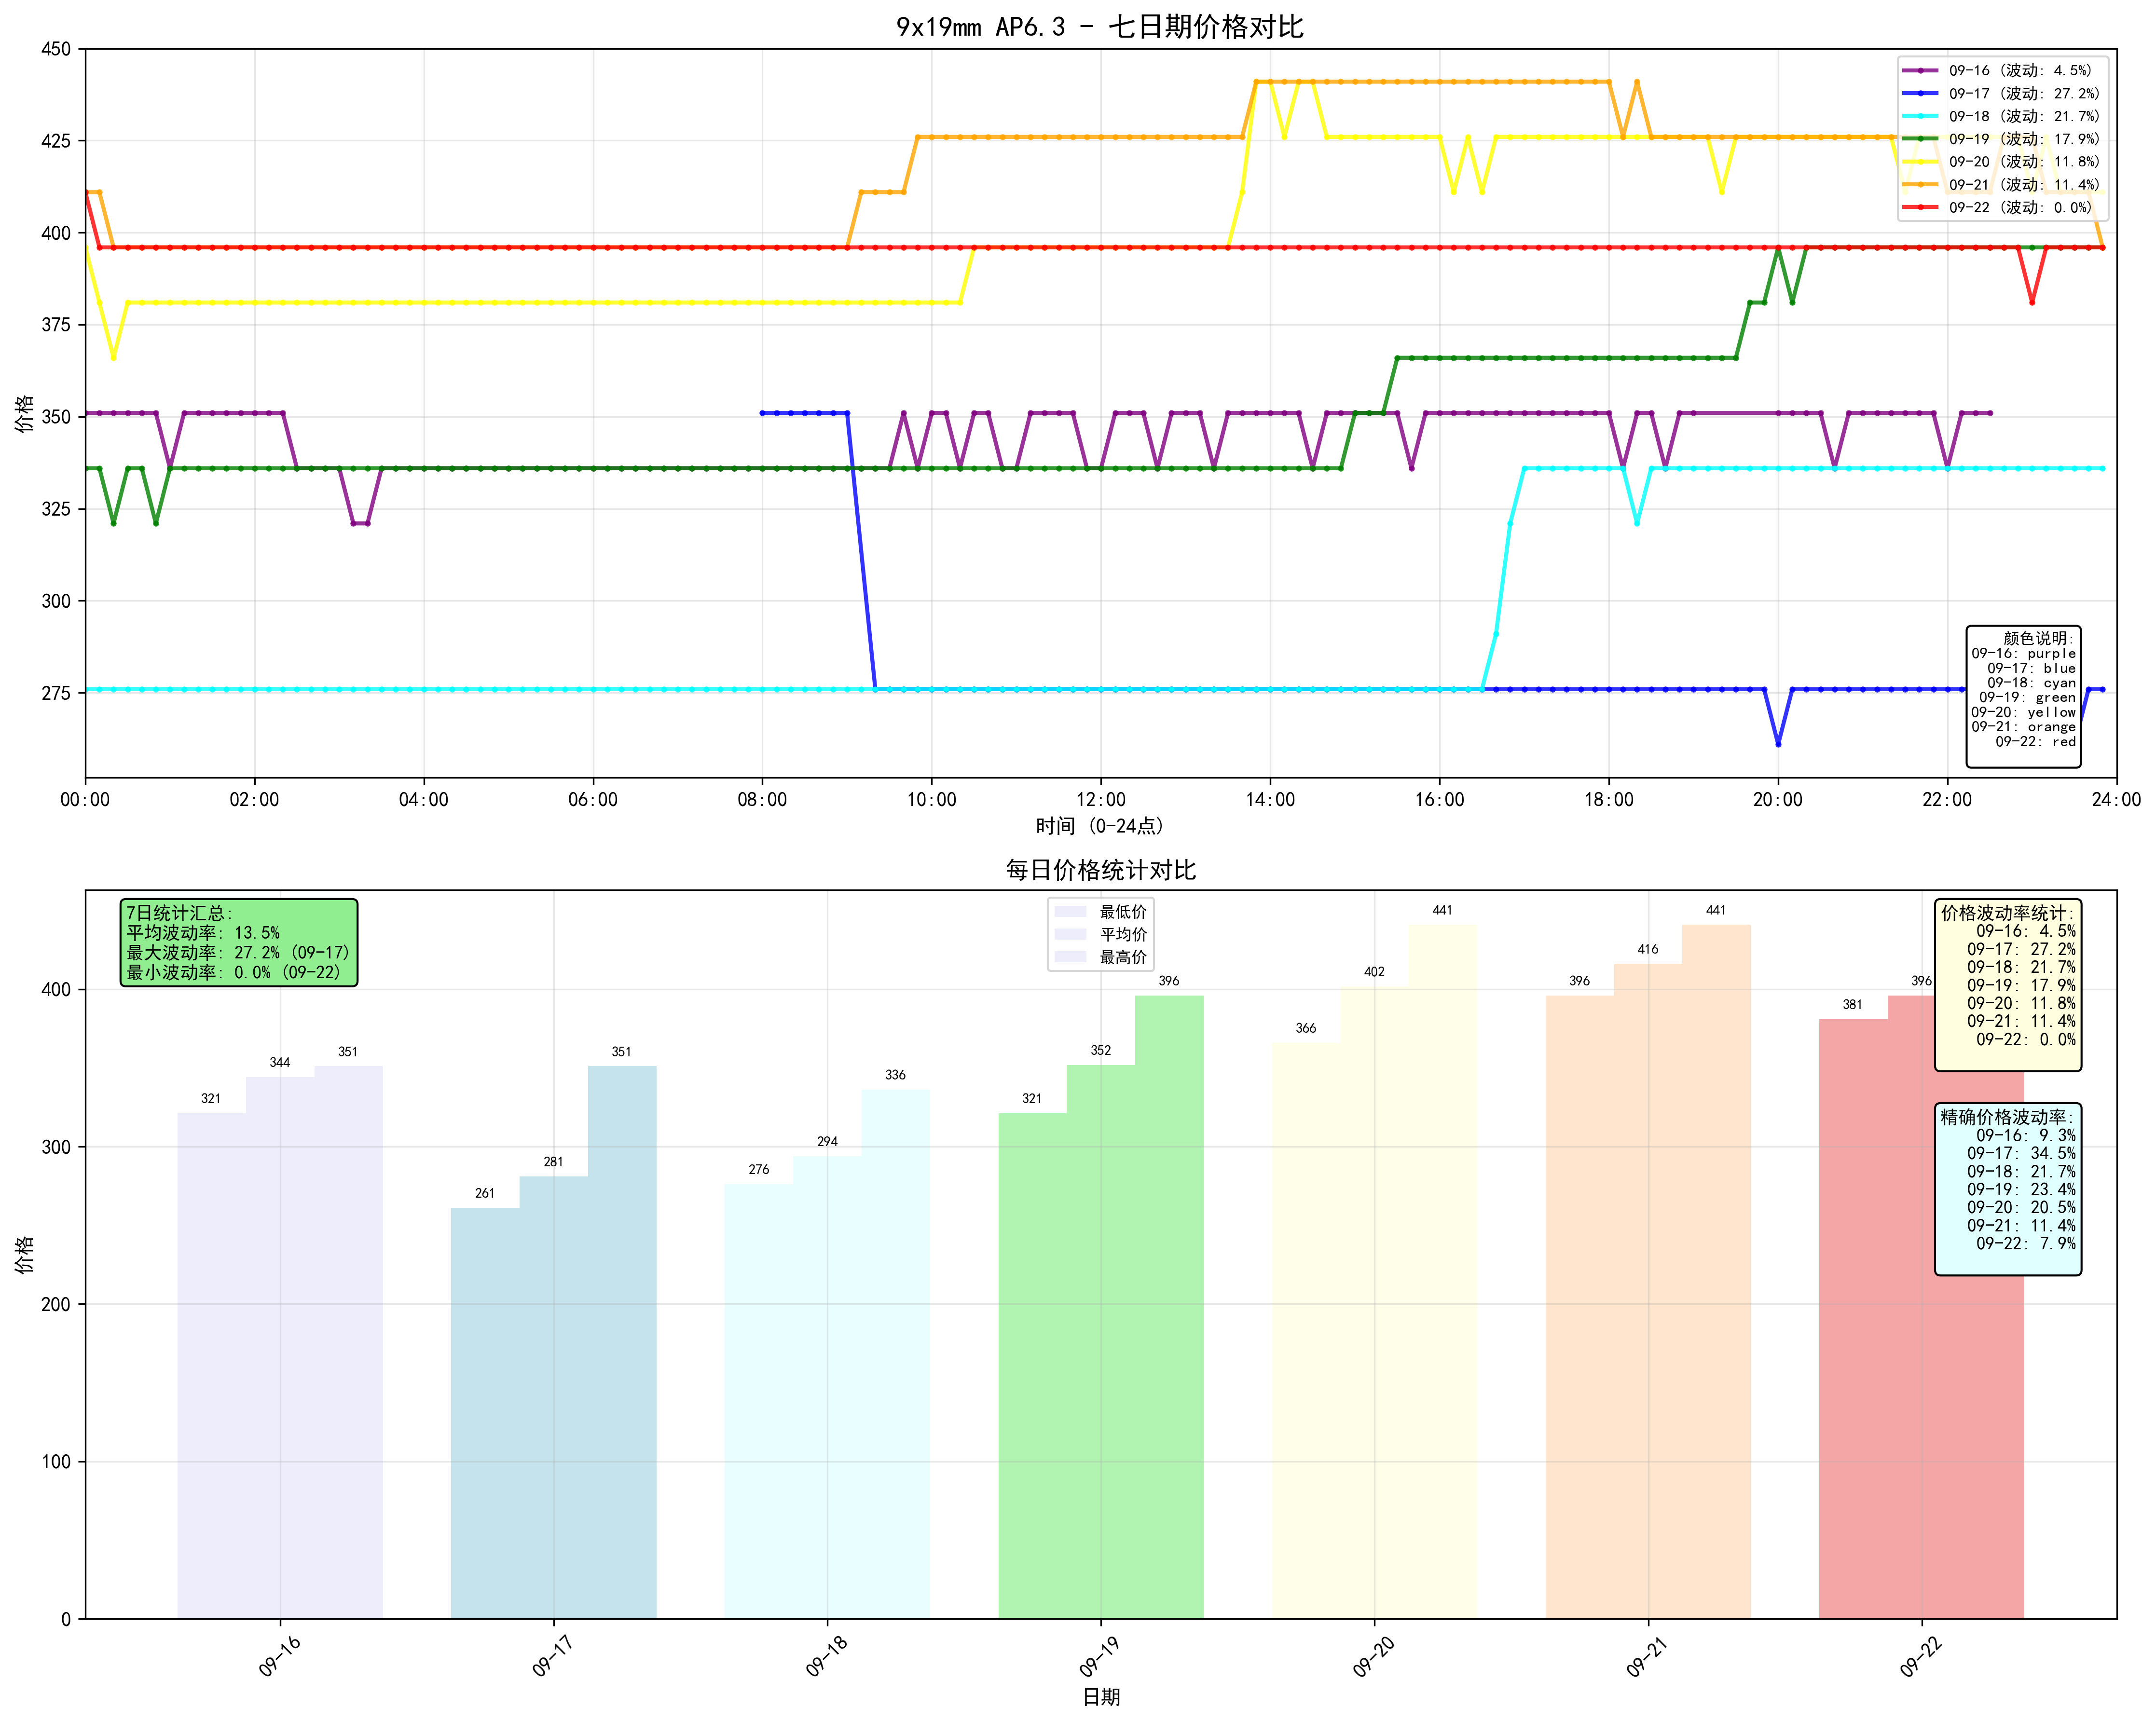 9x19mm AP6.3 - 七日期价格对比
450
425
400
375
350
325
300
275
价格
09-16 (波动: 4.5%)
09-17 (波动: 27.2%)
09-18 (波动: 21.7%)
09-19 (波动: 17.9%)
09-20 (波动: 11.8%)
09-21 (波动: 11.4%)
09-22 (波动: 0.0%)
颜色说明:
09-16: purple
09-17: blue
09-18: cyan
09-19: green
09-20: yellow
09-21: orange
09-22: red
00:00 02:00 04:00 06:00 08:00 10:00 12:00 14:00 16:00 18:00 20:00 22:00 24:00
时间 (0-24点)
每日价格统计对比
7日统计汇总:
平均波动率: 13.5%
最大波动率: 27.2% (09-17)
最小波动率: 0.0% (09-22)
最低价
平均价
最高价
价格波动率统计:
09-16: 4.5%
09-17: 27.2%
09-18: 21.7%
09-19: 17.9%
09-20: 11.8%
09-21: 11.4%
09-22: 0.0%
精确价格波动率:
09-16: 9.3%
09-17: 34.5%
09-18: 21.7%
09-19: 23.4%
09-20: 20.5%
09-21: 11.4%
09-22: 7.9%
400
300
200
100
0
价格
321 344 351
261 281 351
276 294 336
321 352 396
366 402 441
396 416 441
381 396
09-16 09-17 09-18 09-19 09-20 09-21 09-22
日期